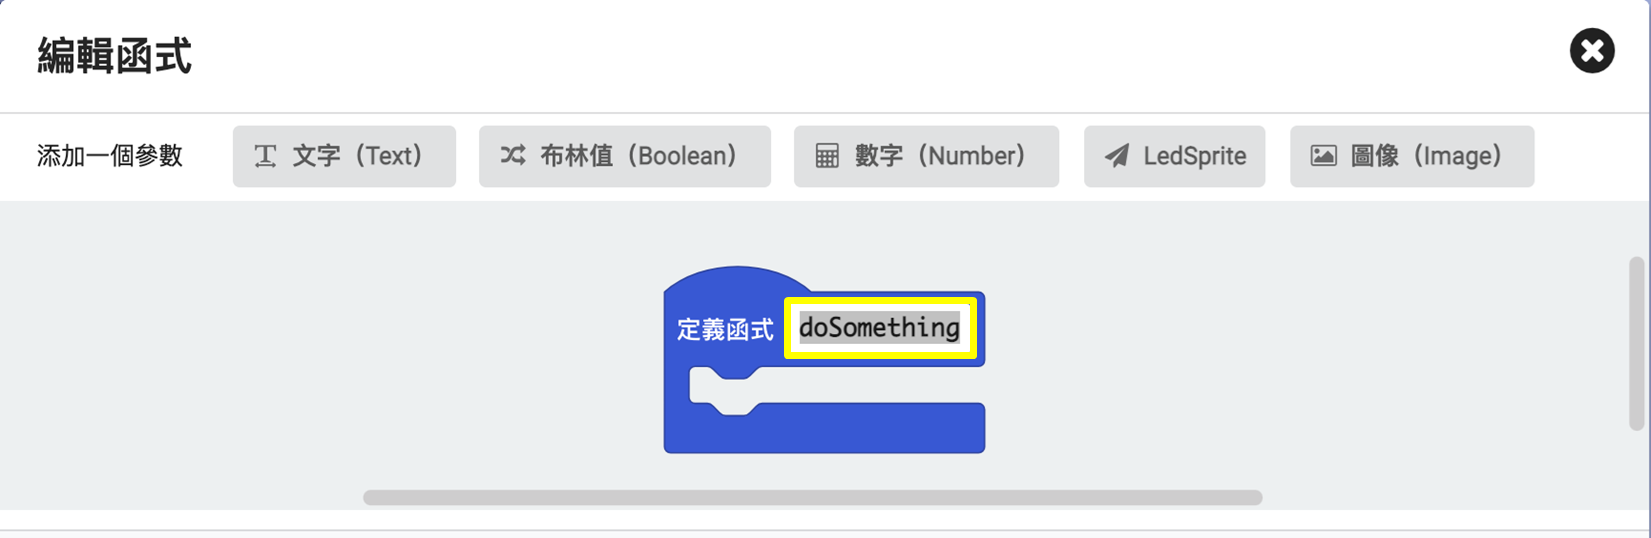 編輯函式
添加一個參數 文字（Text） 布林值（Boolean） 數字（Number） LedSprite 圖像（Image）
定義函式 doSomething